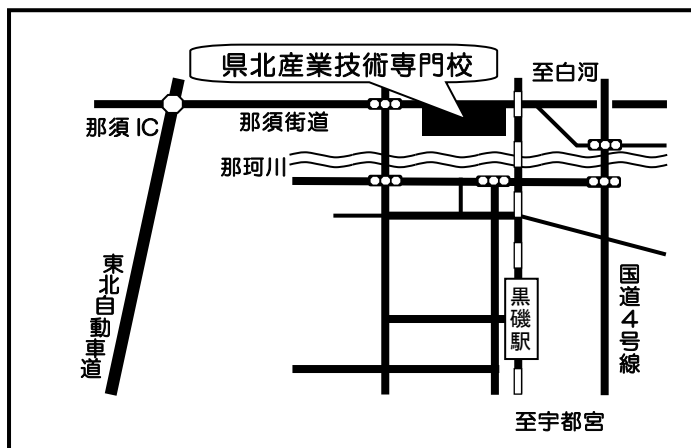 県北産業技術専門校
至白河
那須IC
那須街道
那珂川
東北自動車道
国道4号線
黒磯駅
至宇都宮